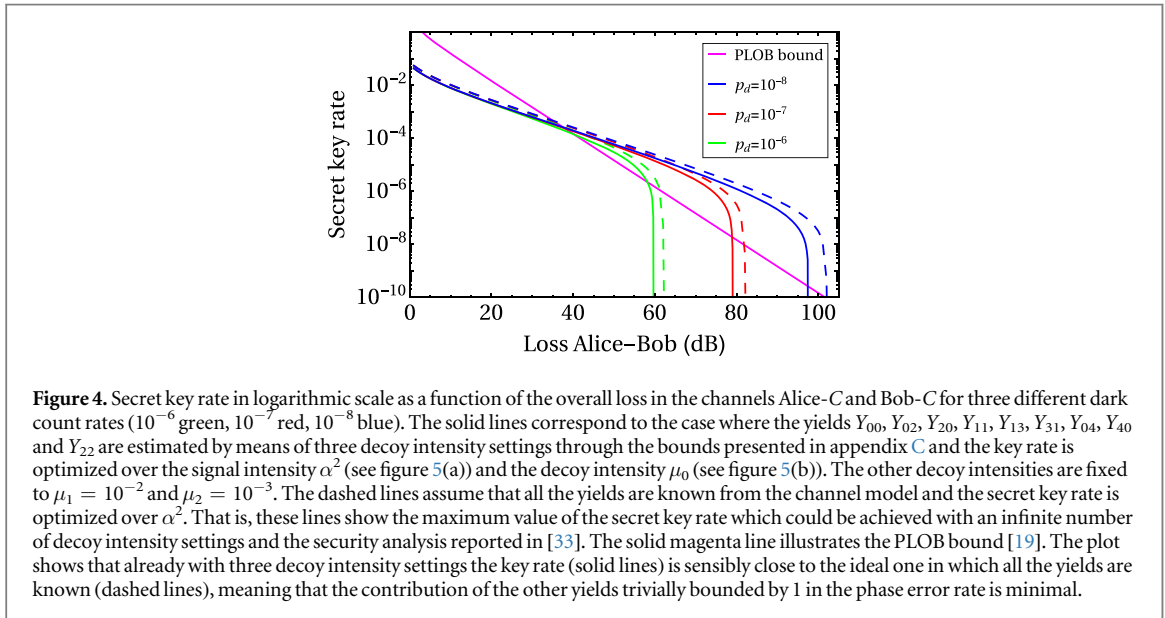 PLOB bound
p_d=10^−8
p_d=10^−7
p_d=10^−6
Secret key rate
10^−2
10^−4
10^−6
10^−8
10^−10
0 20 40 60 80 100
Loss Alice−Bob (dB)
Figure 4. Secret key rate in logarithmic scale as a function of the overall loss in the channels Alice-C and Bob-C for three different dark
count rates (10^−6 green, 10^−7 red, 10^−8 blue). The solid lines correspond to the case where the yields Y_00, Y_02, Y_20, Y_11, Y_13, Y_31, Y_04, Y_40
and Y_22 are estimated by means of three decoy intensity settings through the bounds presented in appendix C and the key rate is
optimized over the signal intensity α^2 (see figure 5(a)) and the decoy intensity μ_0 (see figure 5(b)). The other decoy intensities are fixed
to μ_1 = 10^−2 and μ_2 = 10^−3. The dashed lines assume that all the yields are known from the channel model and the secret key rate is
optimized over α^2. That is, these lines show the maximum value of the secret key rate which could be achieved with an infinite number
of decoy intensity settings and the security analysis reported in [33]. The solid magenta line illustrates the PLOB bound [19]. The plot
shows that already with three decoy intensity settings the key rate (solid lines) is sensibly close to the ideal one in which all the yields are
known (dashed lines), meaning that the contribution of the other yields trivially bounded by 1 in the phase error rate is minimal.